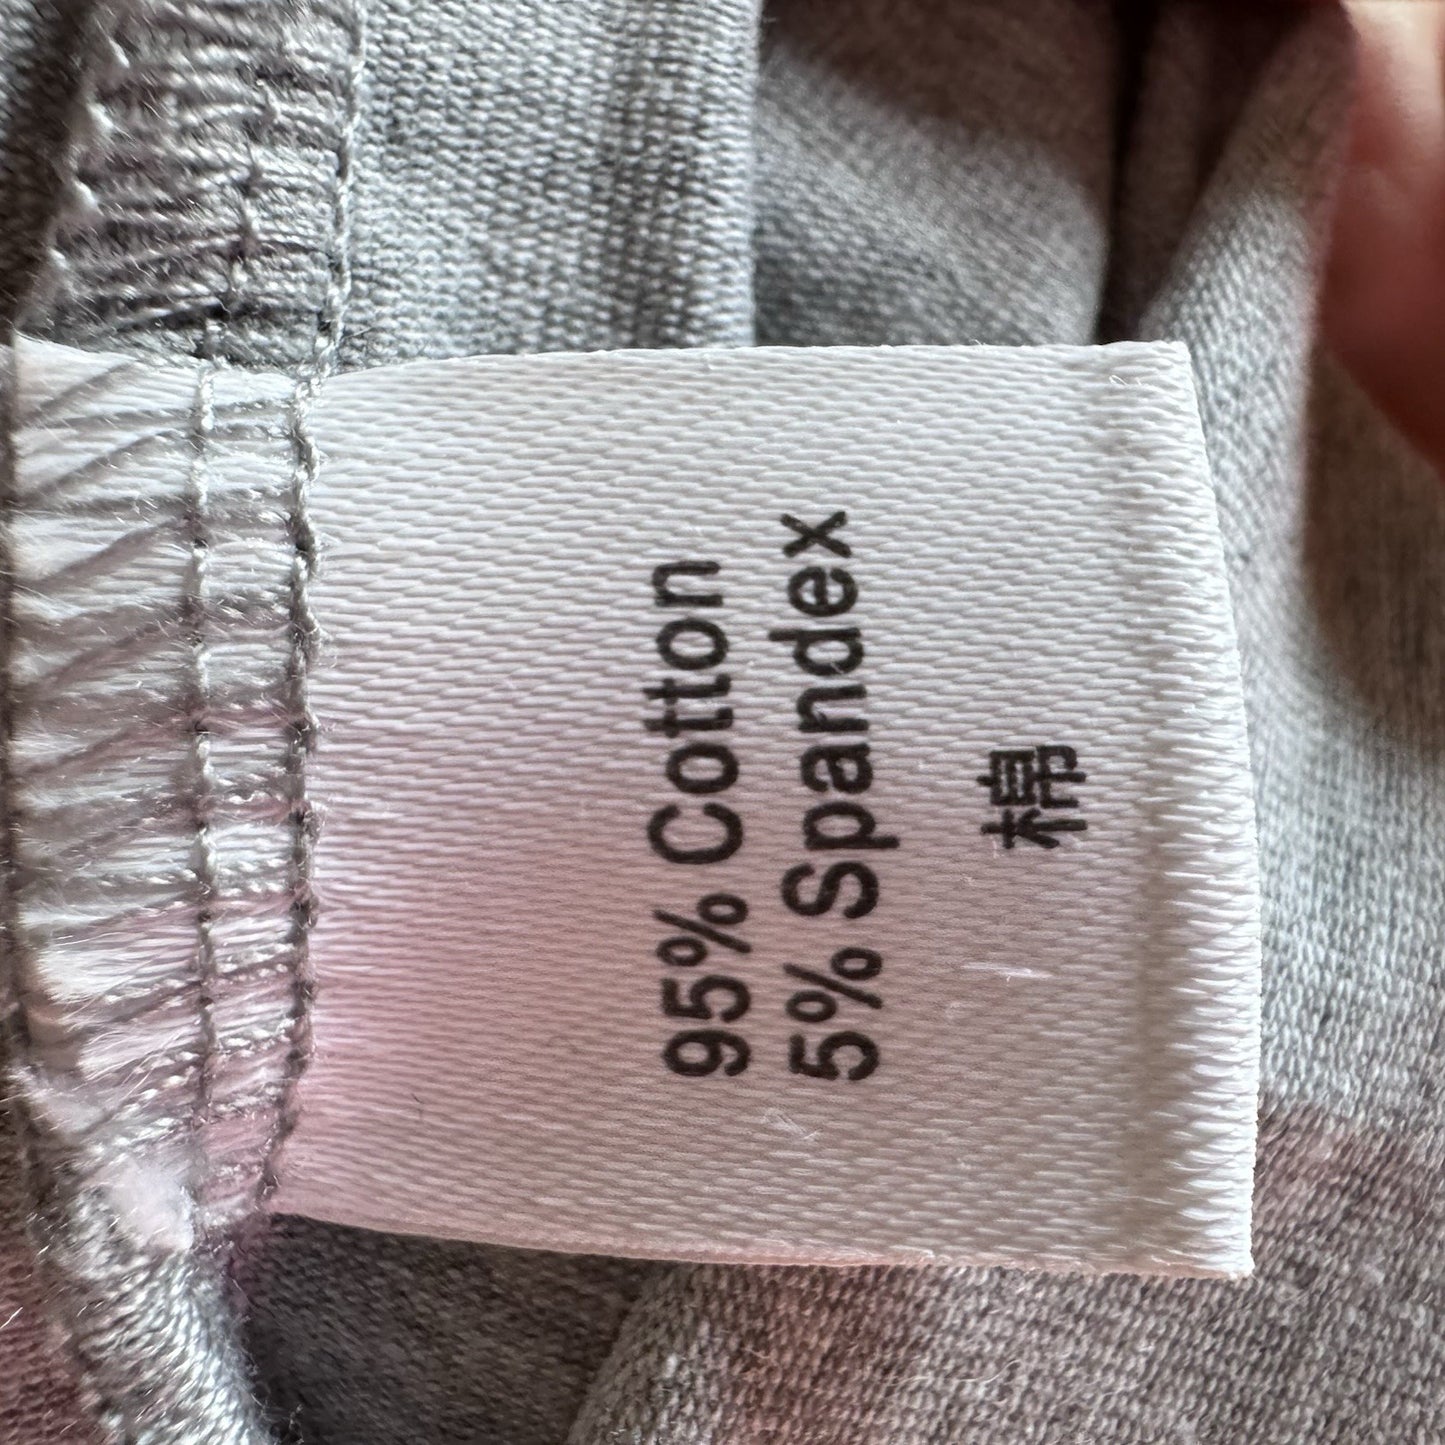 95% Cotton
5% Spandex
棉